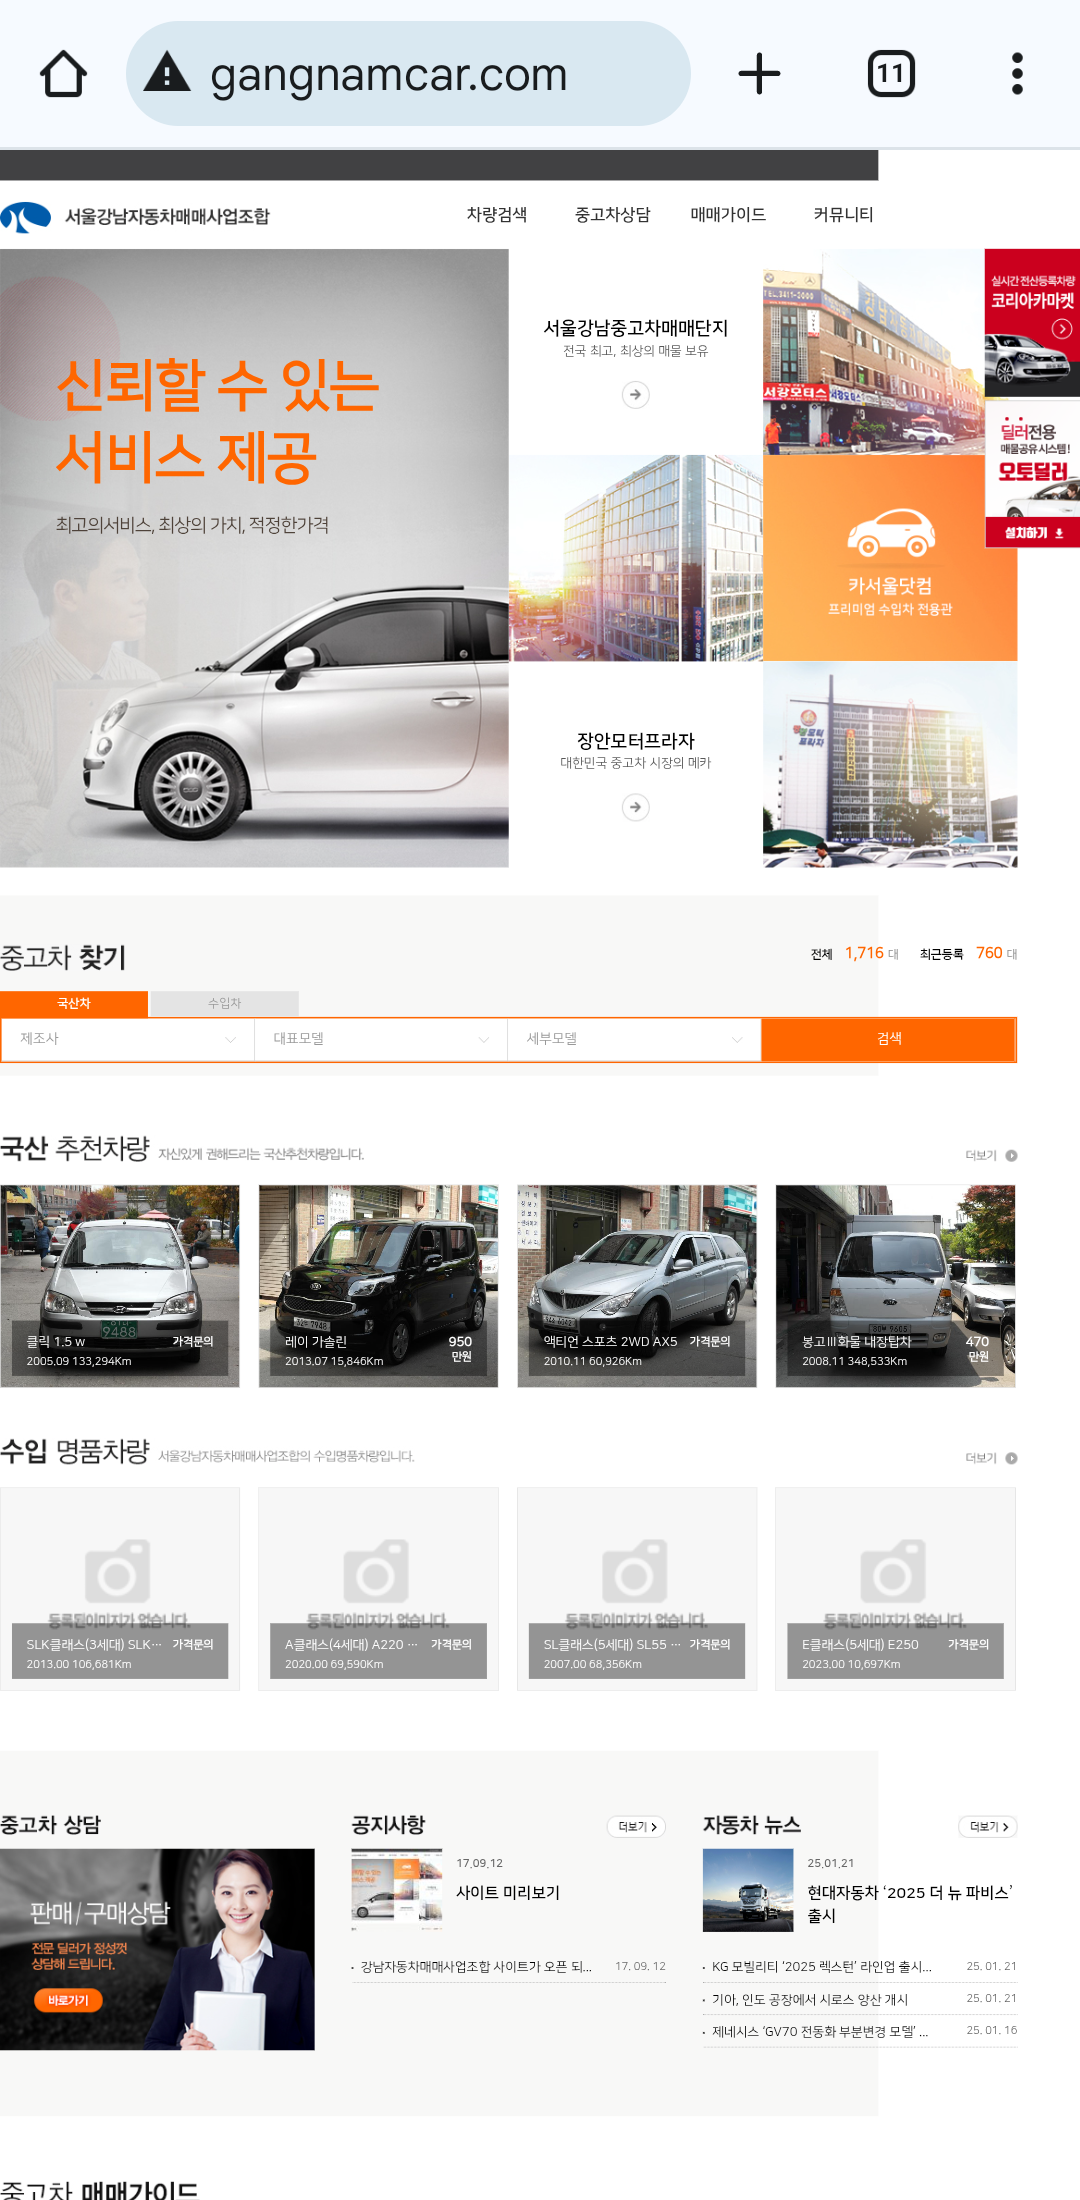 gangnamcar.com
11
서울강남자동차매매사업조합
차량검색 중고차상담 매매가이드 커뮤니티
신뢰할 수 있는
서비스 제공
최고의서비스, 최상의 가치, 적정한가격
서울강남중고차매매단지
전국 최고, 최상의 매물 보유
TEL.3411-0000
서강모터스
실시간 전산등록차량
코리아카마켓
딜러전용
매물공유시스템!
오토딜러
설치하기
카서울닷컴
프리미엄 수입차 전용관
장안모터프라자
대한민국 중고차 시장의 메카
중고차 찾기
전체 1,716 대 최근등록 760 대
국산차 수입차
제조사 대표모델 세부모델 검색
국산 추천차량 자신있게 권해드리는 국산추천차량입니다. 더보기
클릭 1.5 w 가격문의
2005.09 133,294Km
레이 가솔린 950 만원
2013.07 15,846Km
액티언 스포츠 2WD AX5 가격문의
2010.11 60,926Km
봉고Ⅲ화물 내장탑차 470 만원
2008.11 348,533Km
수입 명품차량 서울강남자동차매매사업조합의 수입명품차량입니다. 더보기
등록된이미지가 없습니다.
SLK클래스(3세대) SLK··· 가격문의
2013.00 106,681Km
등록된이미지가 없습니다.
A클래스(4세대) A220 ··· 가격문의
2020.00 69,590Km
등록된이미지가 없습니다.
SL클래스(5세대) SL55 ··· 가격문의
2007.00 68,356Km
등록된이미지가 없습니다.
E클래스(5세대) E250 가격문의
2023.00 10,697Km
중고차 상담
판매/구매상담
전문 딜러가 정성껏
상담해 드립니다.
바로가기
공지사항 더보기
17.09.12
사이트 미리보기
· 강남자동차매매사업조합 사이트가 오픈 되... 17. 09. 12
자동차 뉴스 더보기
25.01.21
현대자동차 ‘2025 더 뉴 파비스’
출시
· KG 모빌리티 ‘2025 렉스턴’ 라인업 출시... 25. 01. 21
· 기아, 인도 공장에서 시로스 양산 개시 25. 01. 21
· 제네시스 ‘GV70 전동화 부분변경 모델’ ... 25. 01. 16
중고차 매매가이드